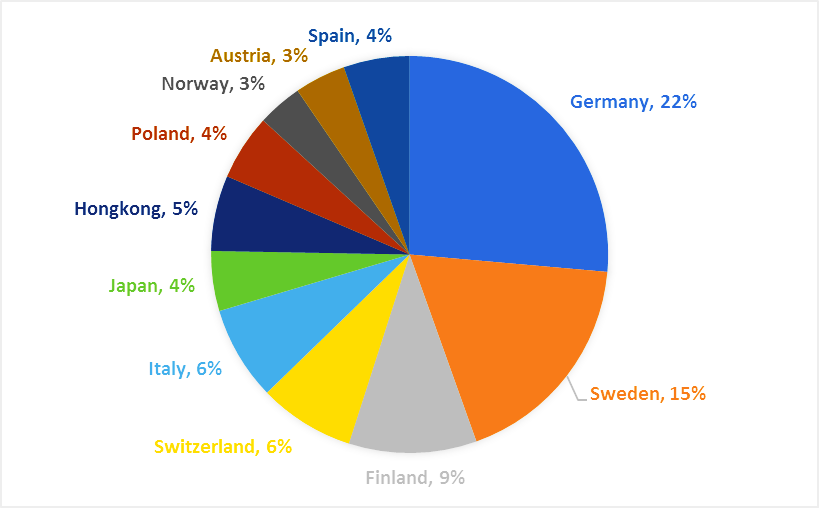 Spain, 4%
Austria, 3%
Norway, 3%
Germany, 22%
Poland, 4%
Hongkong, 5%
Japan, 4%
Italy, 6%
Sweden, 15%
Switzerland, 6%
Finland, 9%